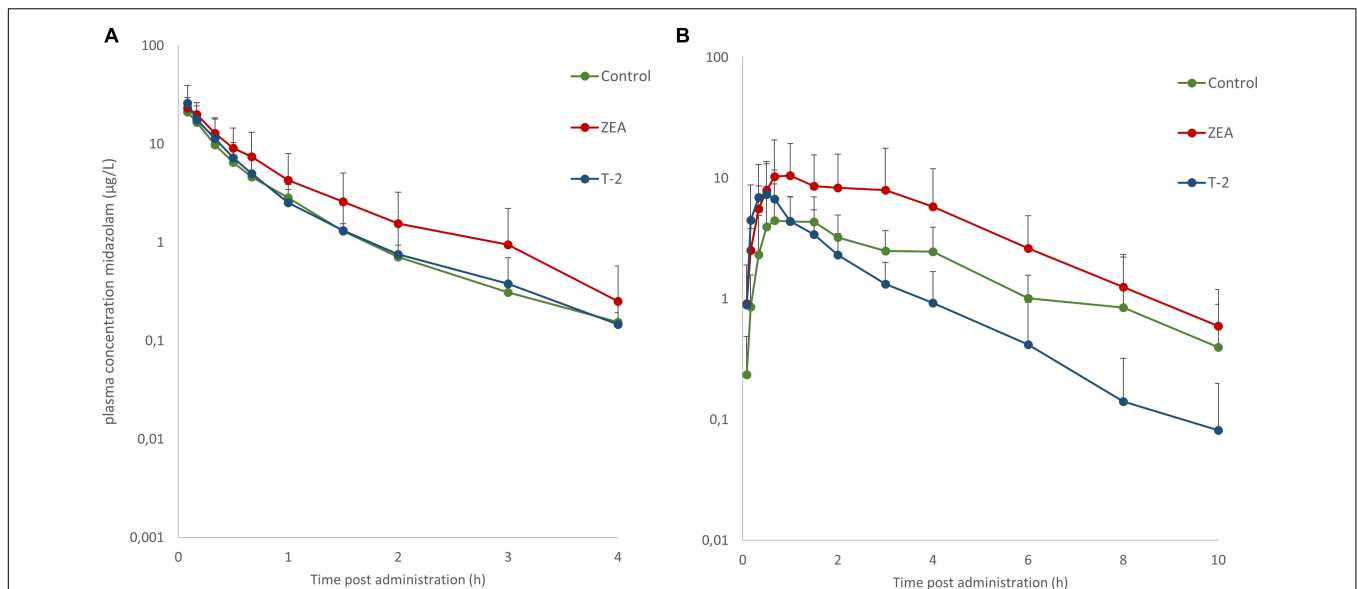 A
100
10
1
0,1
0,01
0,001
0
1
2
3
4
plasma concentration midazolam (µg/L)
Time post administration (h)
Control
ZEA
T-2
B
100
10
1
0,1
0,01
0
2
4
6
8
10
Time post administration (h)
Control
ZEA
T-2